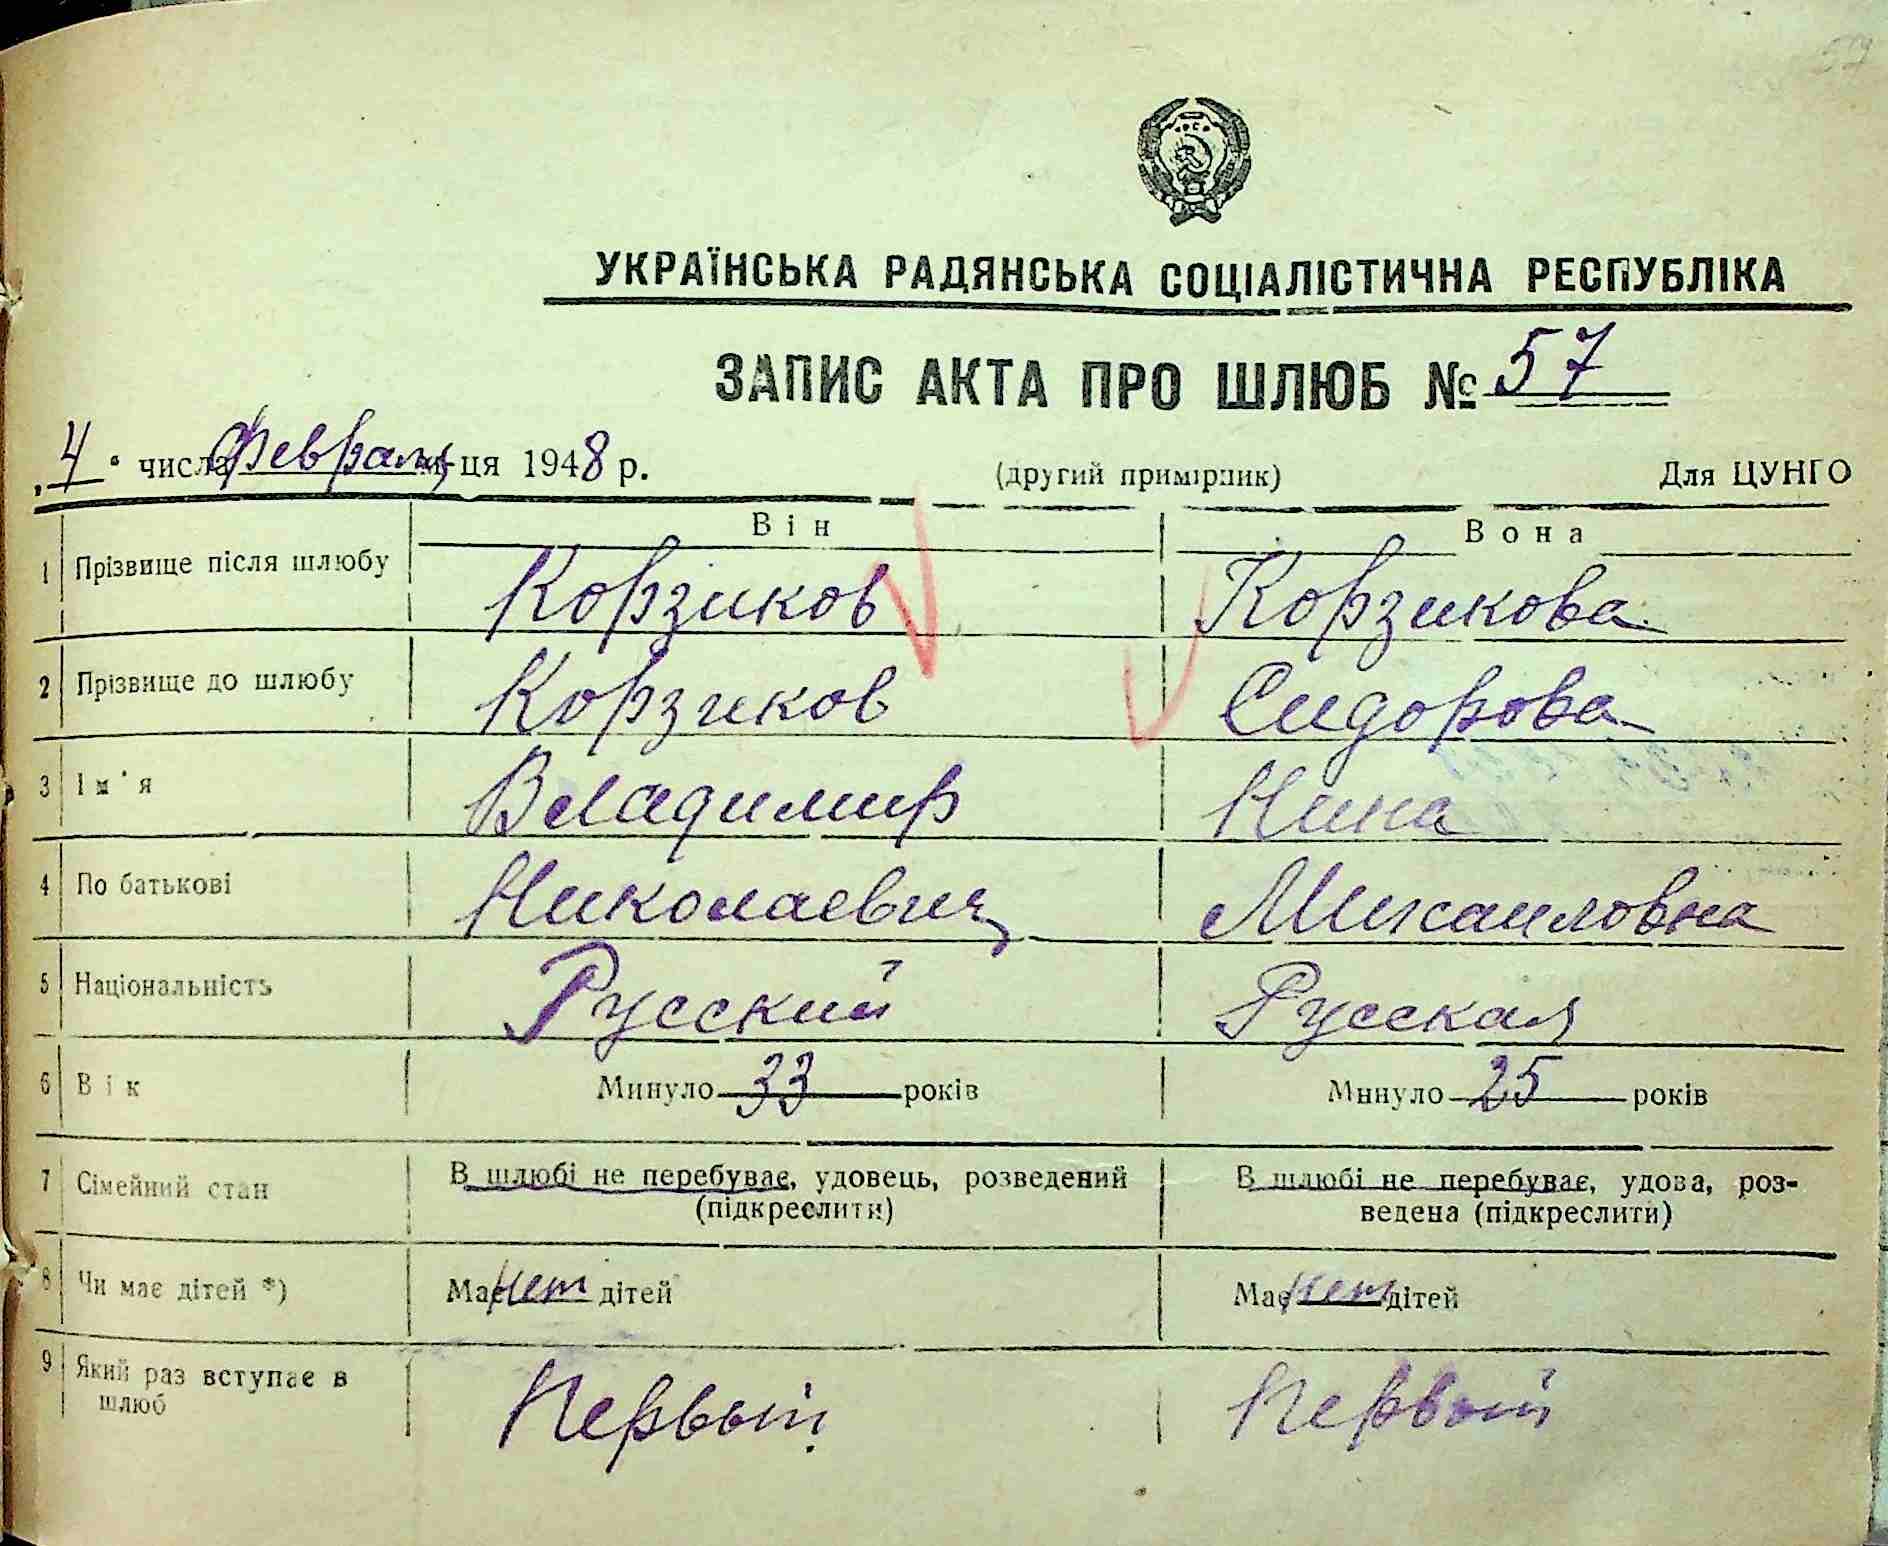 УКРАЇНСЬКА РАДЯНСЬКА СОЦІАЛІСТИЧНА РЕСПУБЛІКА
ЗАПИС АКТА ПРО ШЛЮБ № 57
4 числа Февраля м-ця 1948 р. (другий примірник) Для ЦУНГО
Він Вона
1 Прізвище після шлюбу Корзиков Корзикова
2 Прізвище до шлюбу Корзиков Сидорова
3 Ім'я Владимир Нина
4 По батькові Николаевич Михайловна
5 Національність Русский Русская
6 Вік Минуло 33 років Минуло 25 років
7 Сімейний стан В шлюбі не перебуває, удовець, розведений В шлюбі не перебуває, удова, роз-
(підкреслити) ведена (підкреслити)
8 Чи має дітей *) Має нет дітей Має нет дітей
9 Який раз вступає в Первый Первый
шлюб